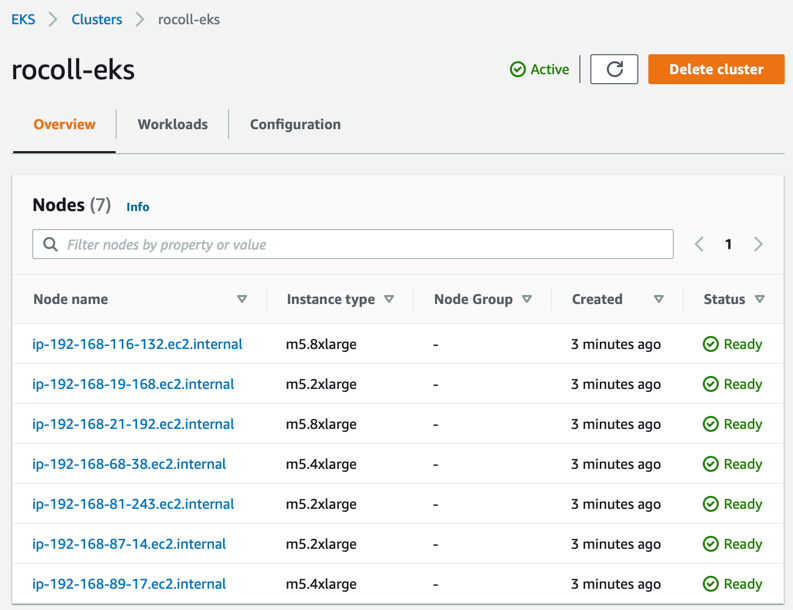 EKS > Clusters > rocoll-eks
rocoll-eks
Active
Delete cluster
Overview
Workloads
Configuration
Nodes (7) Info
Filter nodes by property or value
1
Node name Instance type Node Group Created Status
ip-192-168-116-132.ec2.internal m5.8xlarge - 3 minutes ago Ready
ip-192-168-19-168.ec2.internal m5.2xlarge - 3 minutes ago Ready
ip-192-168-21-192.ec2.internal m5.8xlarge - 3 minutes ago Ready
ip-192-168-68-38.ec2.internal m5.4xlarge - 3 minutes ago Ready
ip-192-168-81-243.ec2.internal m5.2xlarge - 3 minutes ago Ready
ip-192-168-87-14.ec2.internal m5.2xlarge - 3 minutes ago Ready
ip-192-168-89-17.ec2.internal m5.4xlarge - 3 minutes ago Ready